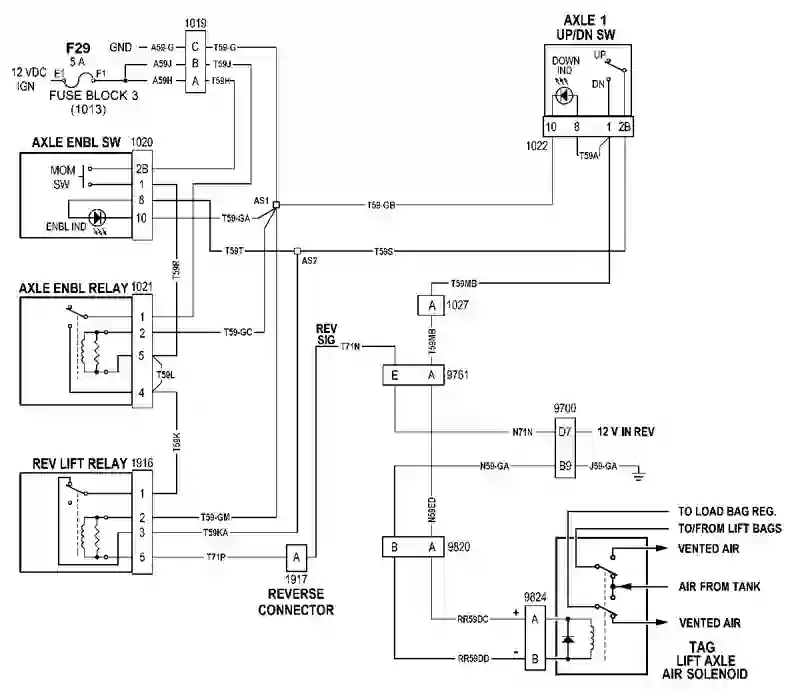 1019
AXLE 1
UP/DN SW
F29
5 A
GND
A59-G
C
T59-G
12 VDC
IGN
E1
F1
A59J
B
T59J
A59H
A
T59H
FUSE BLOCK 3
(1013)
DOWN
IND
UP
DN
10 8 1 2B
1022
T59A
AXLE ENBL SW 1020
MOM
SW
2B
1
8
10
ENBL IND
T59-GA
AS1
T59-GB
T59T
AS2
T59S
T59R
AXLE ENBL RELAY 1021
1
2
5
4
T59-GC
T59L
T59K
T59MB
A 1027
T59MB
REV
SIG
T71N
E A 9761
9700
N71N
D7
12 V IN REV
N59-GA
B9
J59-GA
N59ED
REV LIFT RELAY 1916
1
2
3
5
T59-GM
T59KA
T71P
A
1917
REVERSE
CONNECTOR
B A 9820
TO LOAD BAG REG.
TO/FROM LIFT BAGS
VENTED AIR
AIR FROM TANK
VENTED AIR
9824
RR59DC
+
A
RR59DD
-
B
TAG
LIFT AXLE
AIR SOLENOID